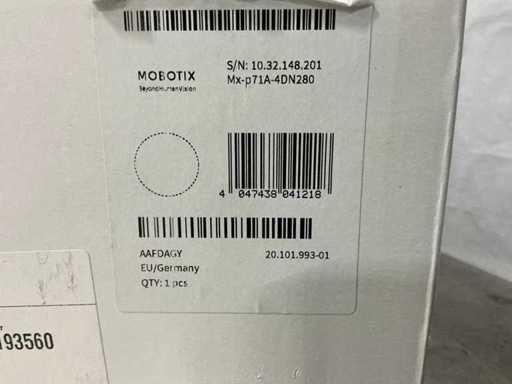 MOBOTIX
BeyondHumanVision
S/N: 10.32.148.201
Mx-p71A-4DN280
4 047438 041218
AAFDAGY
20.101.993-01
EU/Germany
QTY: 1 pcs
193560